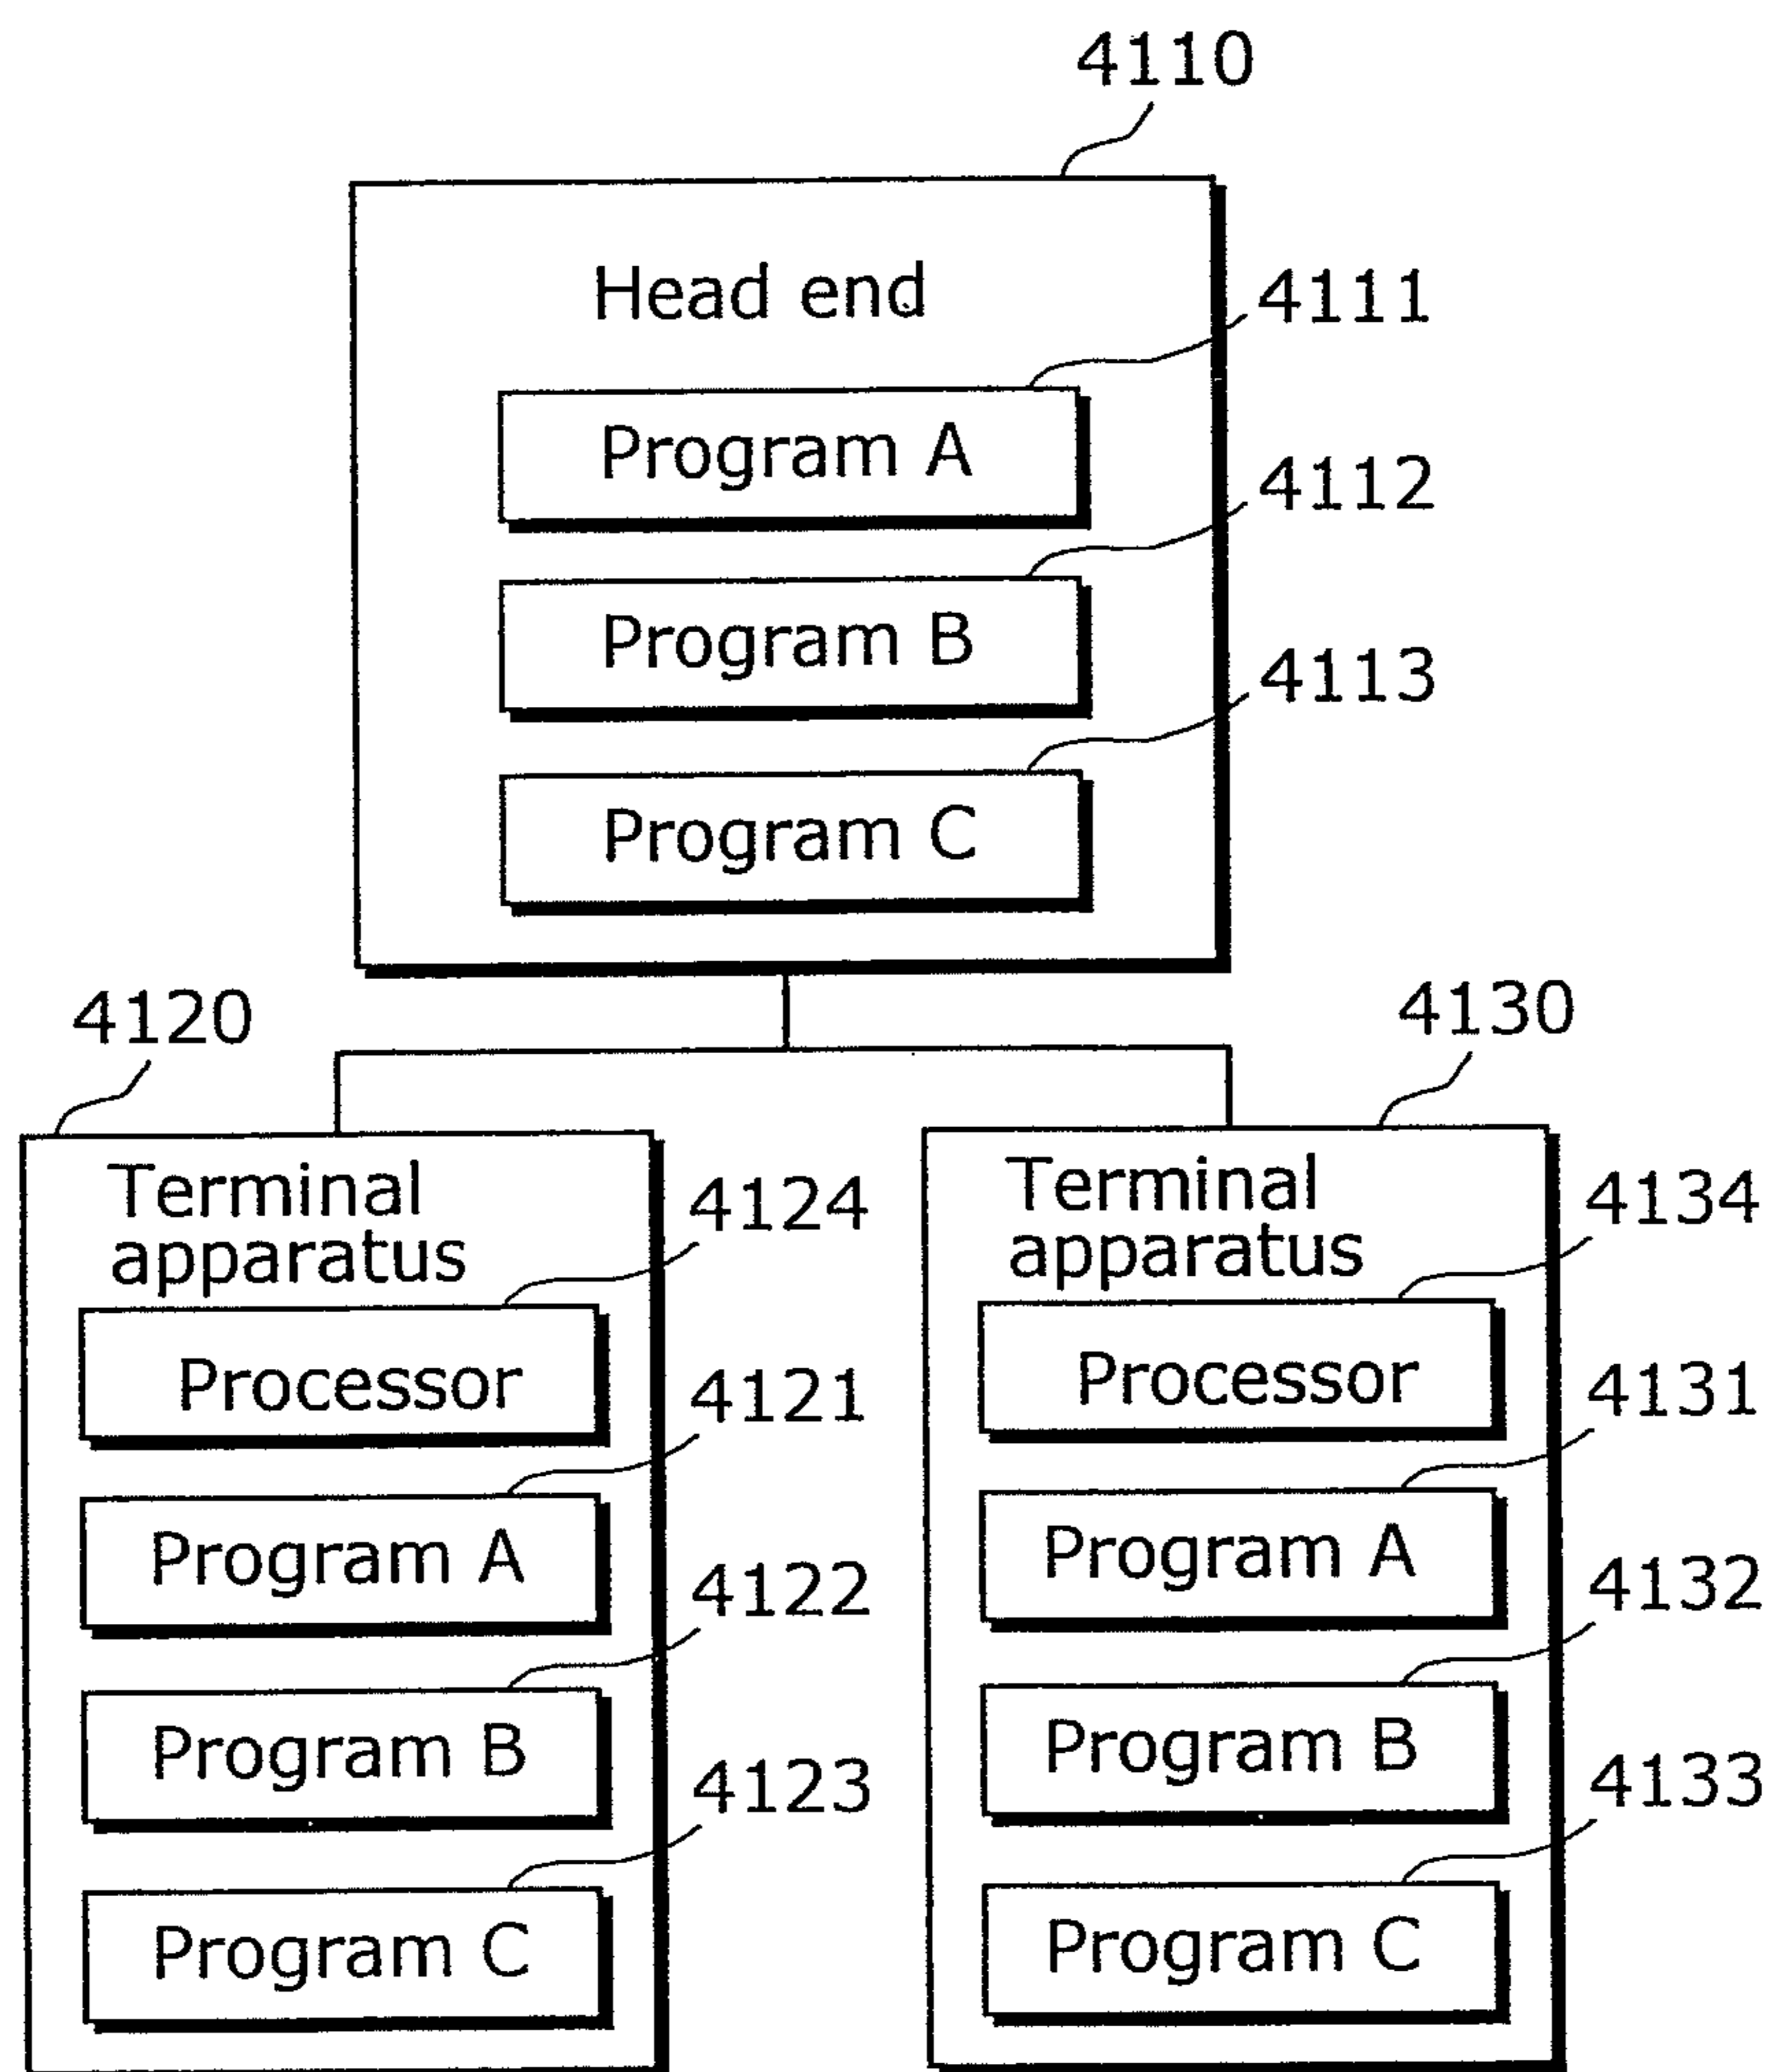 4110
Head end
4111
Program A
4112
Program B
4113
Program C
4120
Terminal
apparatus
4124
Processor
4121
Program A
4122
Program B
4123
Program C
4130
Terminal
apparatus
4134
Processor
4131
Program A
4132
Program B
4133
Program C